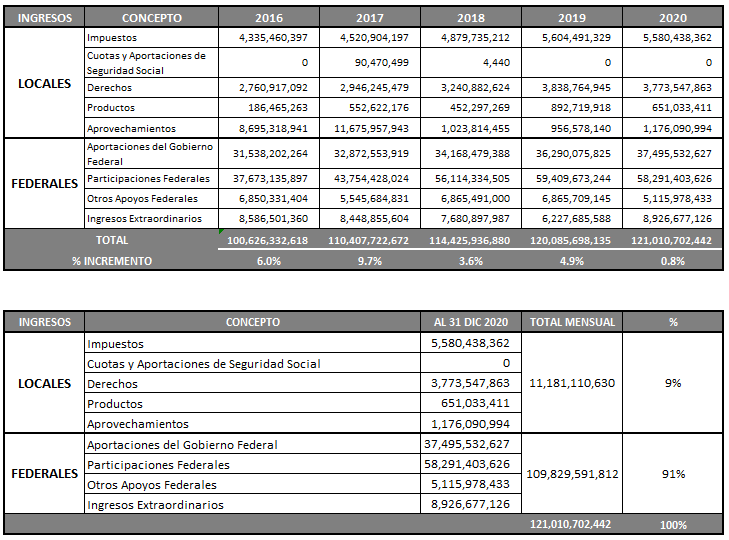 INGRESOS CONCEPTO 2016 2017 2018 2019 2020
Impuestos 4,335,460,397 4,520,904,197 4,879,735,212 5,604,491,329 5,580,438,362
Cuotas y Aportaciones de
Seguridad Social 0 90,470,499 4,440 0 0
LOCALES
Derechos 2,760,917,092 2,946,245,479 3,240,882,624 3,838,764,945 3,773,547,863
Productos 186,465,263 552,622,176 452,297,269 892,719,918 651,033,411
Aprovechamientos 8,695,318,941 11,675,957,943 1,023,814,455 956,578,140 1,176,090,994
Aportaciones del Gobierno
Federal 31,538,202,264 32,872,553,919 34,168,479,388 36,290,075,825 37,495,532,627
FEDERALES
Participaciones Federales 37,673,135,897 43,754,428,024 56,114,334,505 59,409,673,244 58,291,403,626
Otros Apoyos Federales 6,850,331,404 5,545,684,831 6,865,491,000 6,865,709,145 5,115,978,433
Ingresos Extraordinarios 8,586,501,360 8,448,855,604 7,680,897,987 6,227,685,588 8,926,677,126
TOTAL 100,626,332,618 110,407,722,672 114,425,936,880 120,085,698,135 121,010,702,442
% INCREMENTO 6.0% 9.7% 3.6% 4.9% 0.8%
INGRESOS CONCEPTO AL 31 DIC 2020 TOTAL MENSUAL %
Impuestos 5,580,438,362
Cuotas y Aportaciones de Seguridad Social 0
LOCALES Derechos 3,773,547,863 11,181,110,630 9%
Productos 651,033,411
Aprovechamientos 1,176,090,994
Aportaciones del Gobierno Federal 37,495,532,627
Participaciones Federales 58,291,403,626
FEDERALES 109,829,591,812 91%
Otros Apoyos Federales 5,115,978,433
Ingresos Extraordinarios 8,926,677,126
121,010,702,442 100%